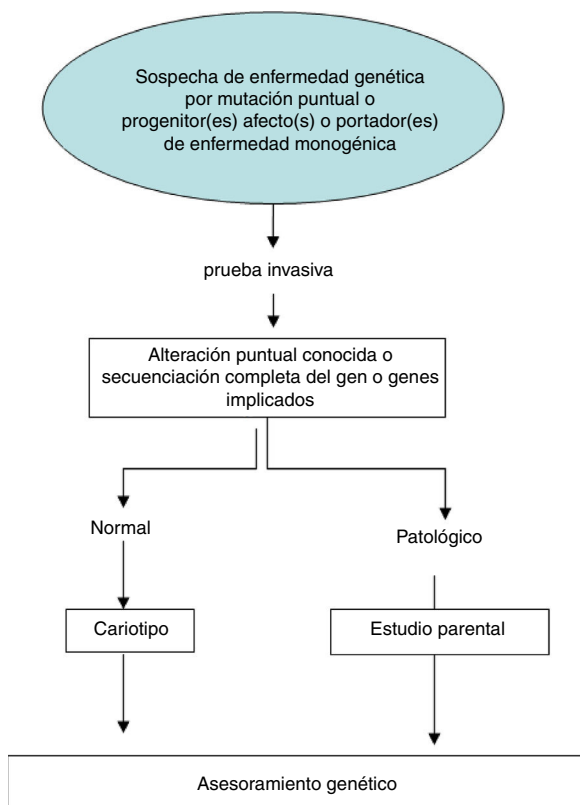 Sospecha de enfermedad genética
por mutación puntual o
progenitor(es) afecto(s) o portador(es)
de enfermedad monogénica
prueba invasiva
Alteración puntual conocida o
secuenciación completa del gen o genes
implicados
Normal
Patológico
Cariotipo
Estudio parental
Asesoramiento genético